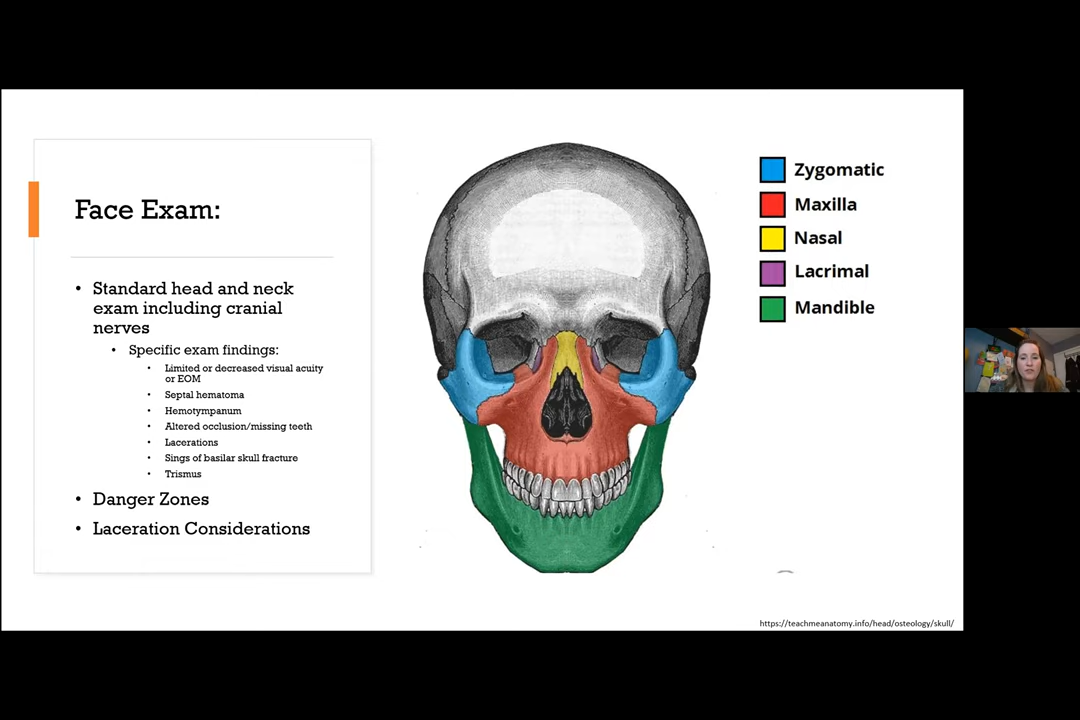 Face Exam:
• Standard head and neck
exam including cranial
nerves
• Specific exam findings:
• Limited or decreased visual acuity
or EOM
• Septal hematoma
• Hemotympanum
• Altered occlusion/missing teeth
• Lacerations
• Sings of basilar skull fracture
• Trismus
• Danger Zones
• Laceration Considerations
Zygomatic
Maxilla
Nasal
Lacrimal
Mandible
https://teachmeanatomy.info/head/osteology/skull/